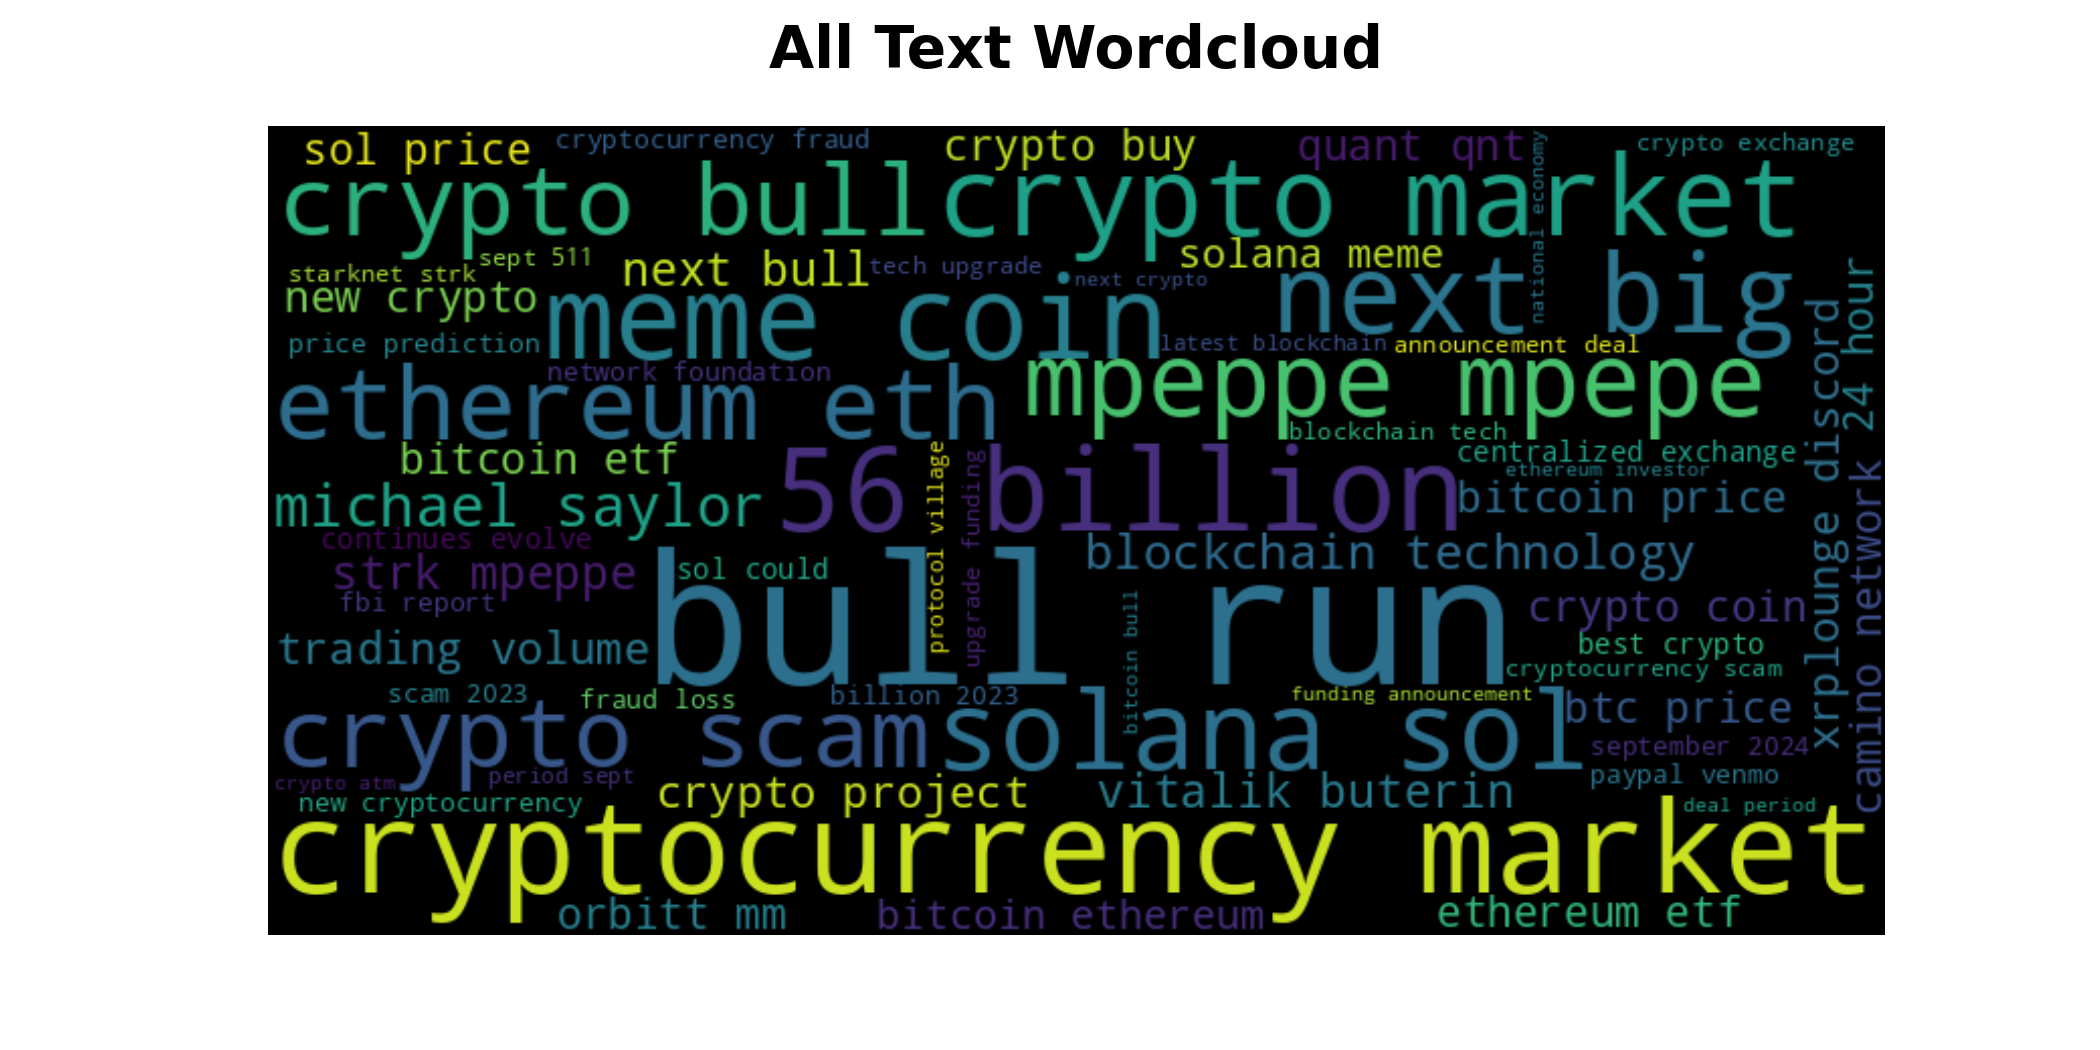 All Text Wordcloud
sol price
cryptocurrency fraud
crypto buy
quant qnt
national economy
crypto exchange
crypto bull
crypto market
sept 511
starknet strk
next bull
tech upgrade
next crypto
solana meme
next big
new crypto
meme coin
price prediction
latest blockchain
announcement deal
24 hour
xrplounge discord
network foundation
ethereum eth
mpeppe mpepe
blockchain tech
bitcoin etf
56 billion
protocol village
upgrade funding
centralized exchange
ethereum investor
michael saylor
bitcoin price
camino network
continues evolve
blockchain technology
strk mpeppe
sol could
bull run
fbi report
bitcoin bull
crypto coin
trading volume
best crypto
cryptocurrency scam
scam 2023
fraud loss
billion 2023
funding announcement
crypto scam
solana sol
btc price
september 2024
crypto atm
period sept
paypal venmo
new cryptocurrency
crypto project
vitalik buterin
deal period
cryptocurrency market
orbitt mm
bitcoin ethereum
ethereum etf